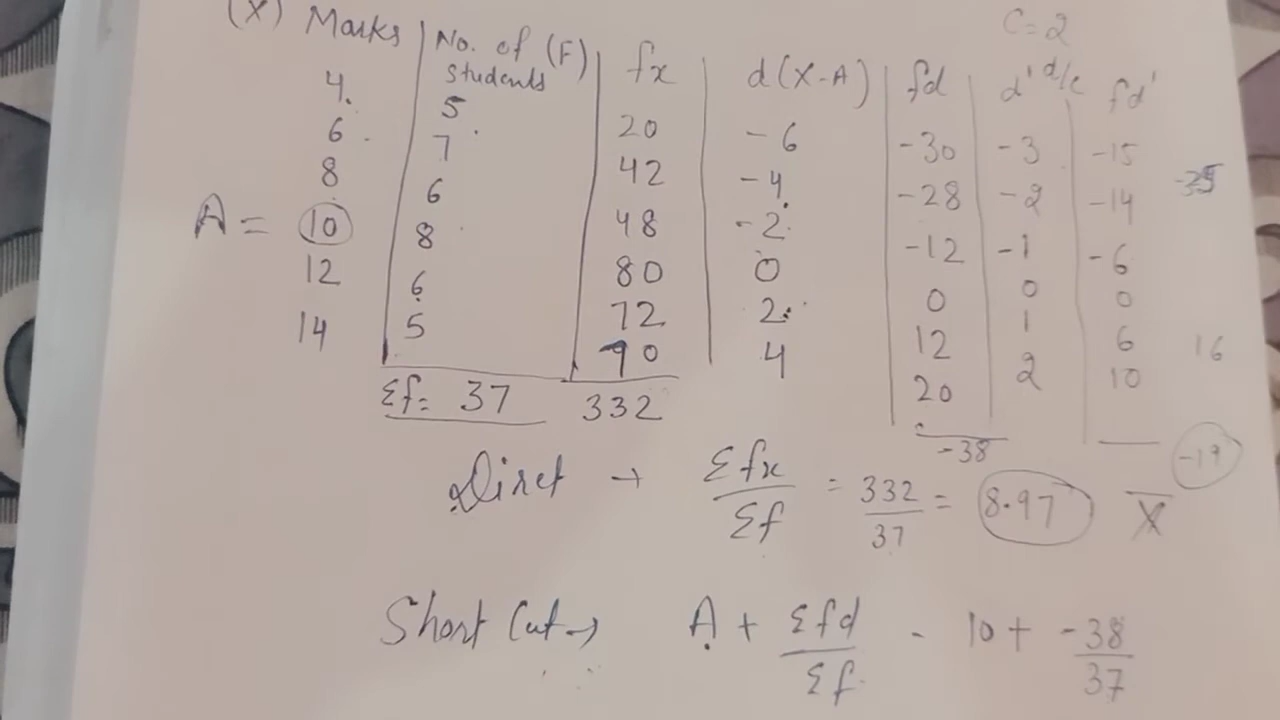 C=2
(X) Marks No. of (F) fx d(X-A) fd d' d/c fd'
students
4 5 20 -6 -30 -3 -15
6 7 42 -4 -28 -2 -14 -35
8 6 48 -2 -12 -1 -6
A = 10 8 80 0 0 0 0
12 6 72 2 12 1 6 16
14 5 90 4 20 2 10
Σf= 37 332 -38 -19
Diret → Σfx/Σf = 332/37 = 8.97 X̄
Short Cut → A + Σfd/Σf - 10 + -38/37